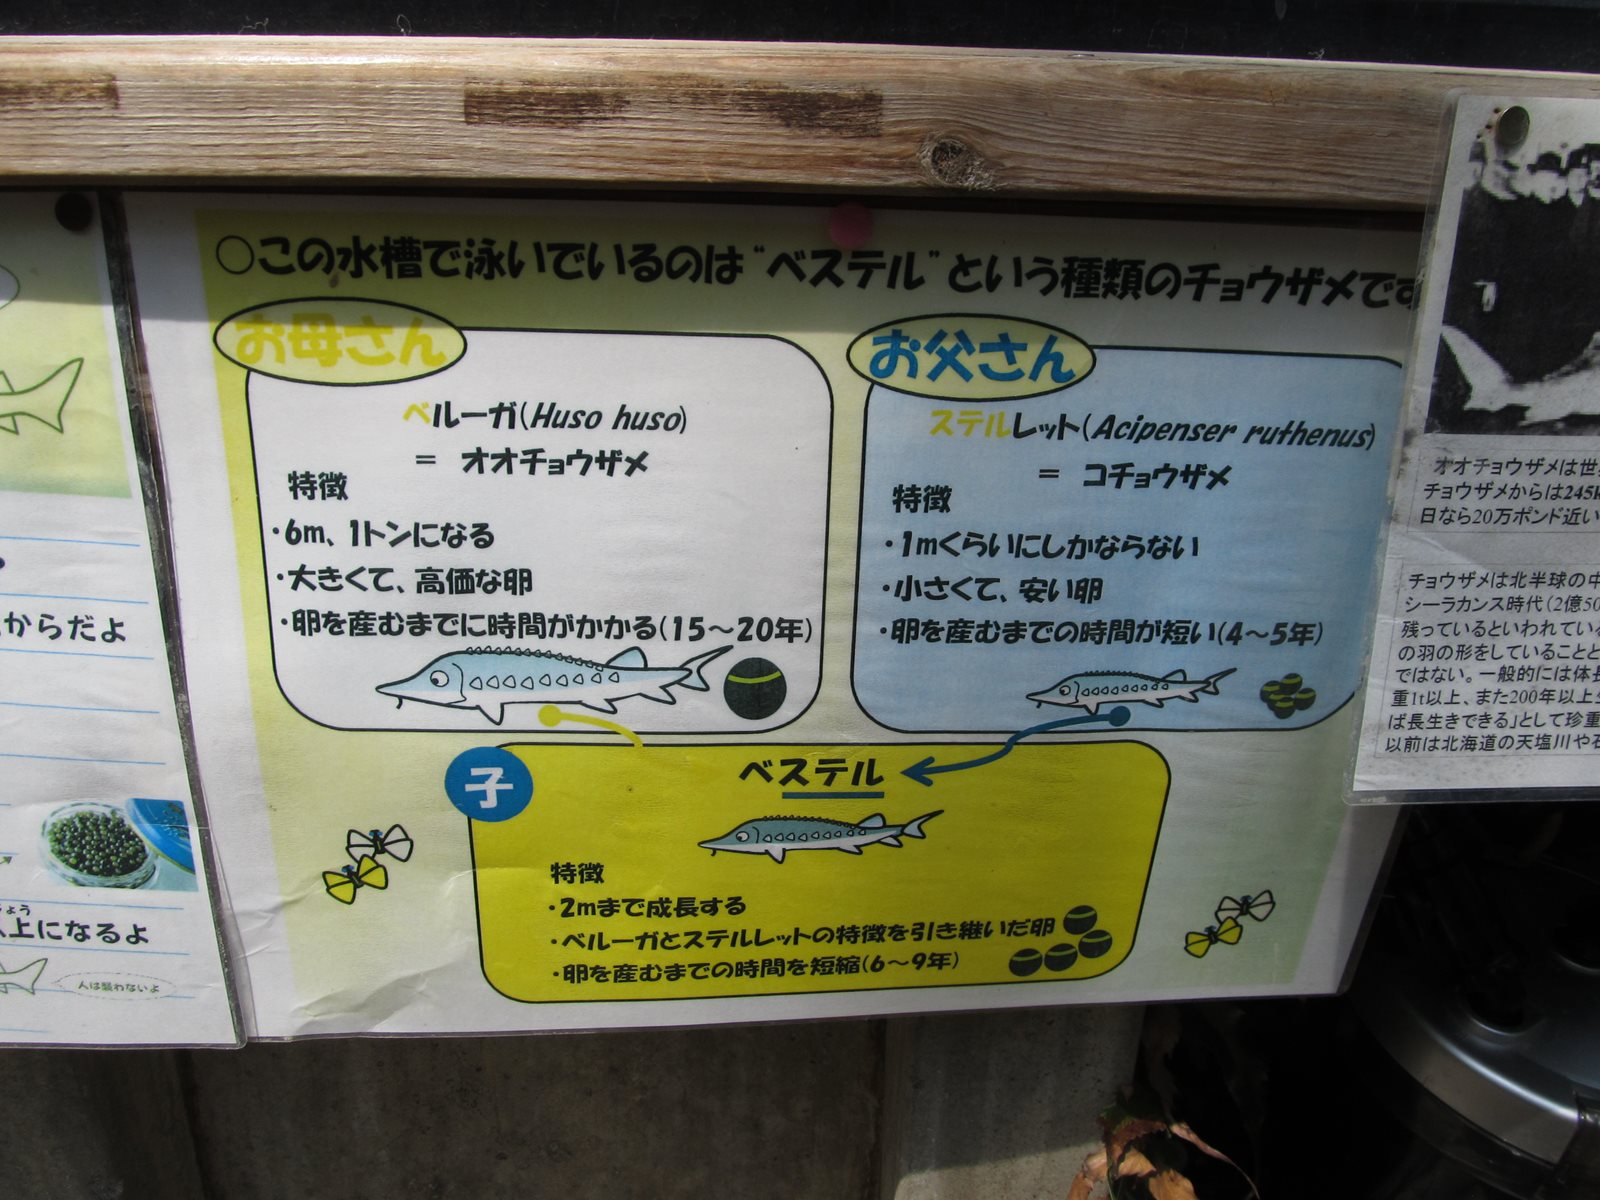 ○この水槽で泳いでいるのは"ベステル"という種類のチョウザメです
お母さん
ベルーガ(Huso huso)
= オオチョウザメ
特徴
・6m、1トンになる
・大きくて、高価な卵
・卵を産むまでに時間がかかる(15～20年)
お父さん
ステルレット(Acipenser ruthenus)
= コチョウザメ
特徴
・1mくらいにしかならない
・小さくて、安い卵
・卵を産むまでの時間が短い(4～5年)
子
ベステル
特徴
・2mまで成長する
・ベルーガとステルレットの特徴を引き継いだ卵
・卵を産むまでの時間を短縮(6～9年)
からだよ
上になるよ
人は襲わないよ
オオチョウザメは世
チョウザメからは245k
日なら20万ポンド近い
チョウザメは北半球の中
シーラカンス時代(2億50
残っているといわれている
の羽の形をしていることと
ではない。一般的には体長
重1t以上、また200年以上生
ば長生きできる」として珍重
以前は北海道の天塩川や石